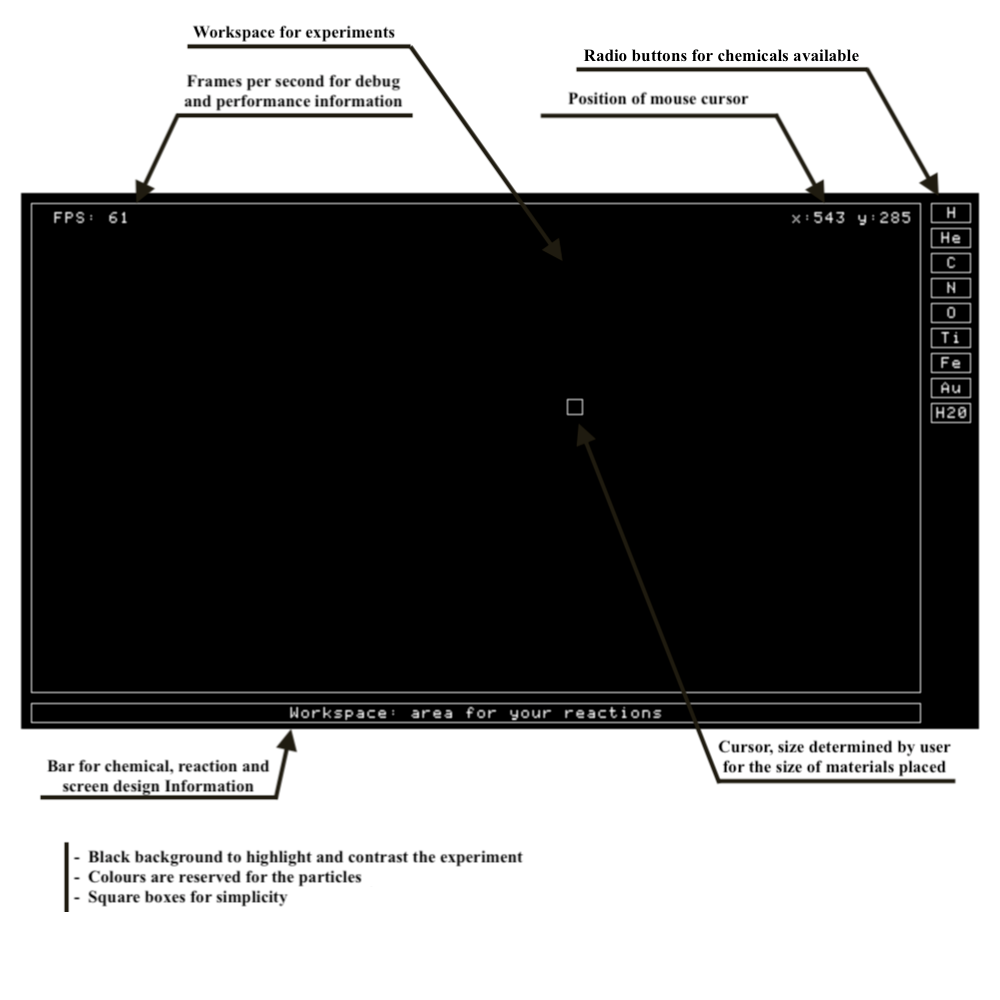 Workspace for experiments
Radio buttons for chemicals available
Frames per second for debug
and performance information
Position of mouse cursor
FPS: 61
x:543 y:285
H
He
C
N
O
Ti
Fe
Au
H20
Workspace: area for your reactions
Bar for chemical, reaction and
screen design Information
Cursor, size determined by user
for the size of materials placed
- Black background to highlight and contrast the experiment
- Colours are reserved for the particles
- Square boxes for simplicity